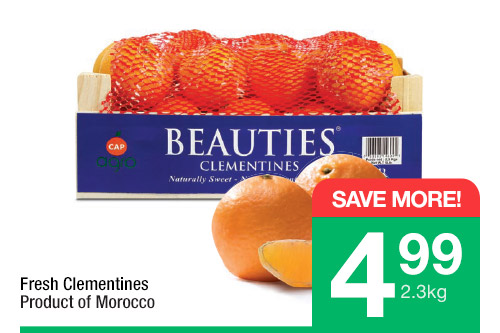 CAP
BEAUTIES®
CLEMENTINES
Naturally Sweet -
SAVE MORE!
4.99
2.3kg
Fresh Clementines
Product of Morocco